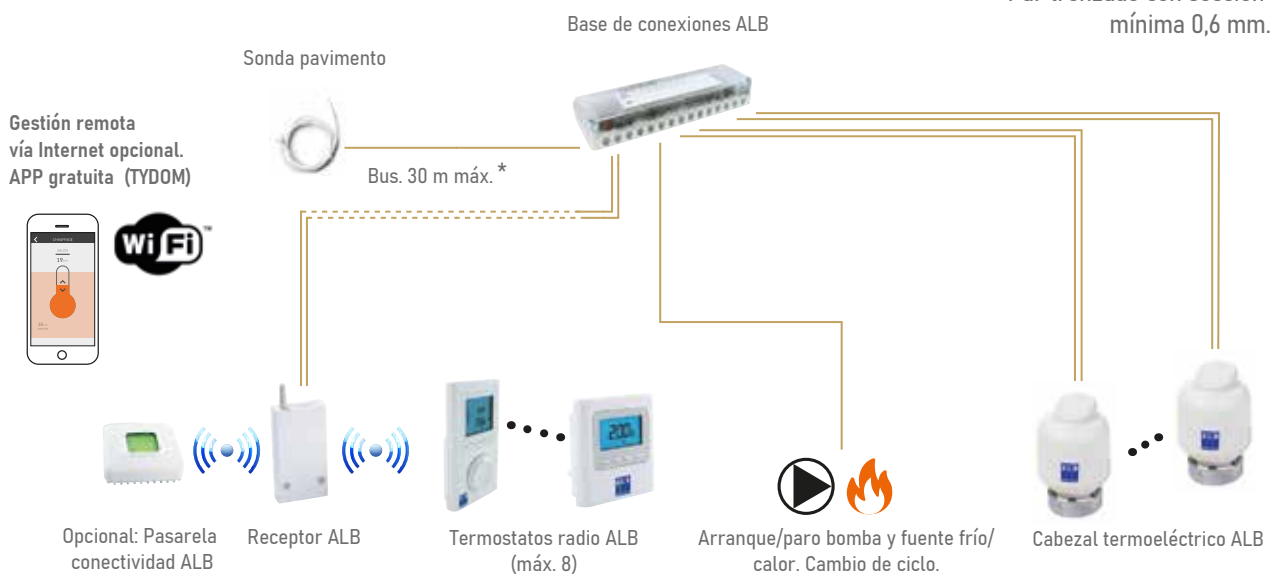 mínima 0,6 mm.
Base de conexiones ALB
Sonda pavimento
Gestión remota
vía Internet opcional.
APP gratuita (TYDOM)
Bus. 30 m máx. *
WiFi
19
Opcional: Pasarela
conectividad ALB
Receptor ALB
Termostatos radio ALB
(máx. 8)
Arranque/paro bomba y fuente frío/
calor. Cambio de ciclo.
Cabezal termoeléctrico ALB